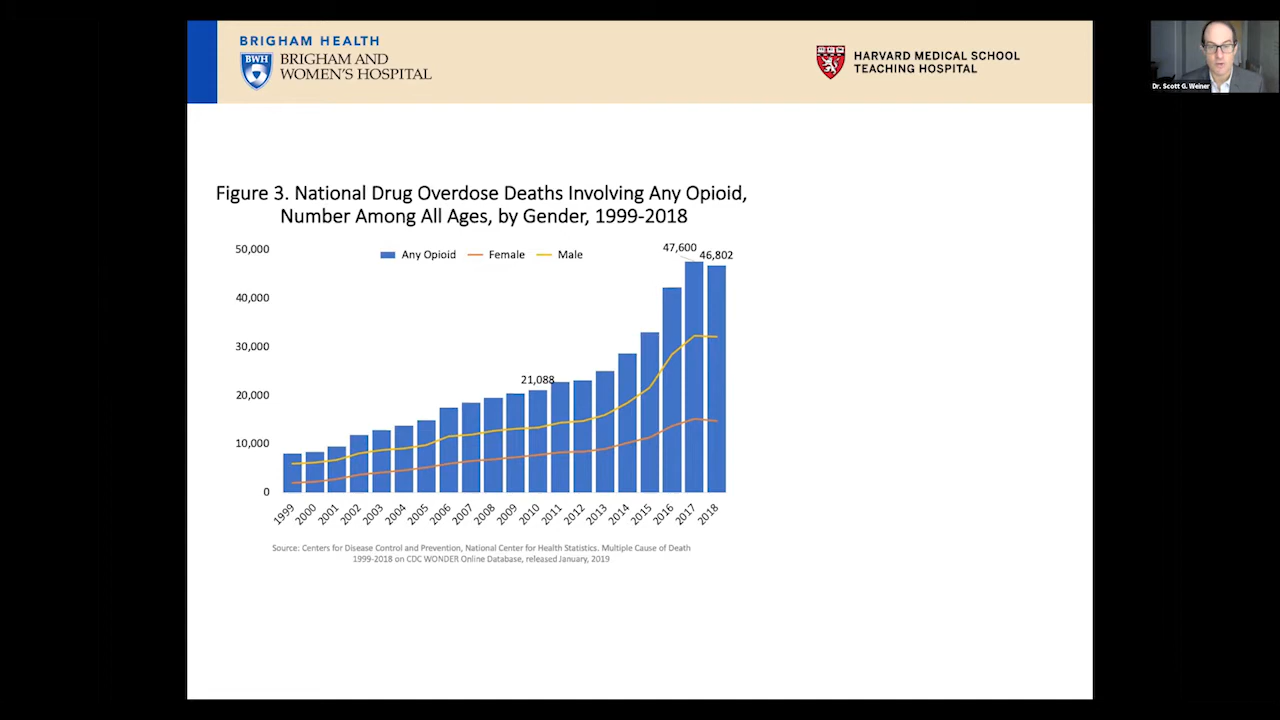 BRIGHAM HEALTH
BWH
BRIGHAM AND
WOMEN'S HOSPITAL
HARVARD MEDICAL SCHOOL
TEACHING HOSPITAL
Dr. Scott G. Weiner
Figure 3. National Drug Overdose Deaths Involving Any Opioid,
Number Among All Ages, by Gender, 1999-2018
Any Opioid Female Male
50,000
40,000
30,000
20,000
10,000
0
21,088
47,600
46,802
1999 2000 2001 2002 2003 2004 2005 2006 2007 2008 2009 2010 2011 2012 2013 2014 2015 2016 2017 2018
Source: Centers for Disease Control and Prevention, National Center for Health Statistics. Multiple Cause of Death
1999-2018 on CDC WONDER Online Database, released January, 2019